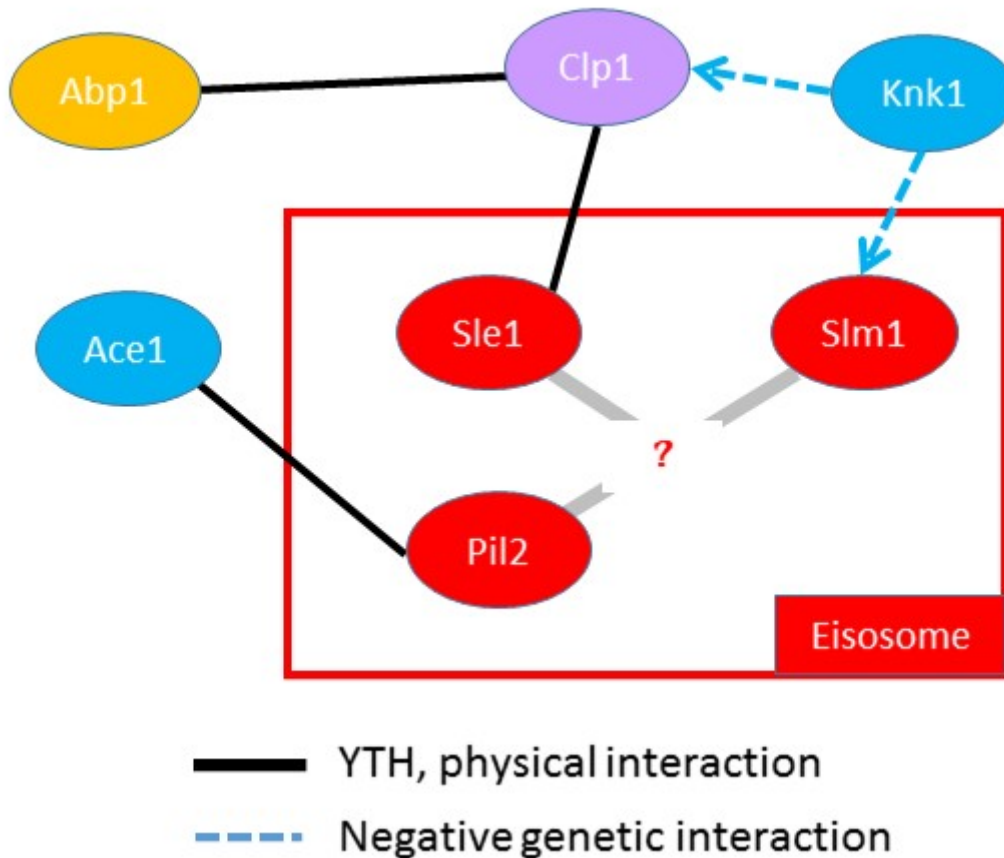 Abp1
Clp1
Knk1
Ace1
Sle1
Slm1
?
Pil2
Eisosome
YTH, physical interaction
Negative genetic interaction